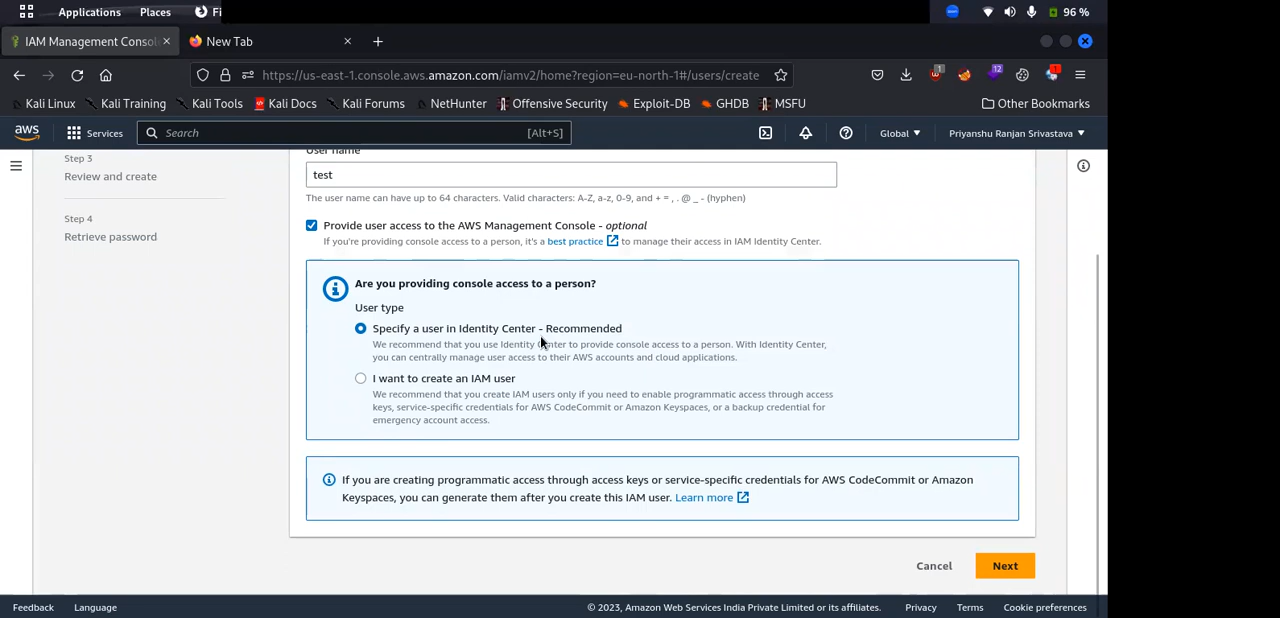 Applications Places Fi 96 %
IAM Management Consol New Tab
https://us-east-1.console.aws.amazon.com/iamv2/home?region=eu-north-1#/users/create 1 12 1
Kali Linux Kali Training Kali Tools Kali Docs Kali Forums NetHunter Offensive Security Exploit-DB GHDB MSFU Other Bookmarks
aws Services Search [Alt+S] Global Priyanshu Ranjan Srivastava
Step 3
Review and create
Step 4
Retrieve password
User name
test
The user name can have up to 64 characters. Valid characters: A-Z, a-z, 0-9, and + = , . @ _ - (hyphen)
Provide user access to the AWS Management Console - optional
If you're providing console access to a person, it's a best practice to manage their access in IAM Identity Center.
Are you providing console access to a person?
User type
Specify a user in Identity Center - Recommended
We recommend that you use Identity Center to provide console access to a person. With Identity Center,
you can centrally manage user access to their AWS accounts and cloud applications.
I want to create an IAM user
We recommend that you create IAM users only if you need to enable programmatic access through access
keys, service-specific credentials for AWS CodeCommit or Amazon Keyspaces, or a backup credential for
emergency account access.
If you are creating programmatic access through access keys or service-specific credentials for AWS CodeCommit or Amazon
Keyspaces, you can generate them after you create this IAM user. Learn more
Cancel Next
Feedback Language © 2023, Amazon Web Services India Private Limited or its affiliates. Privacy Terms Cookie preferences